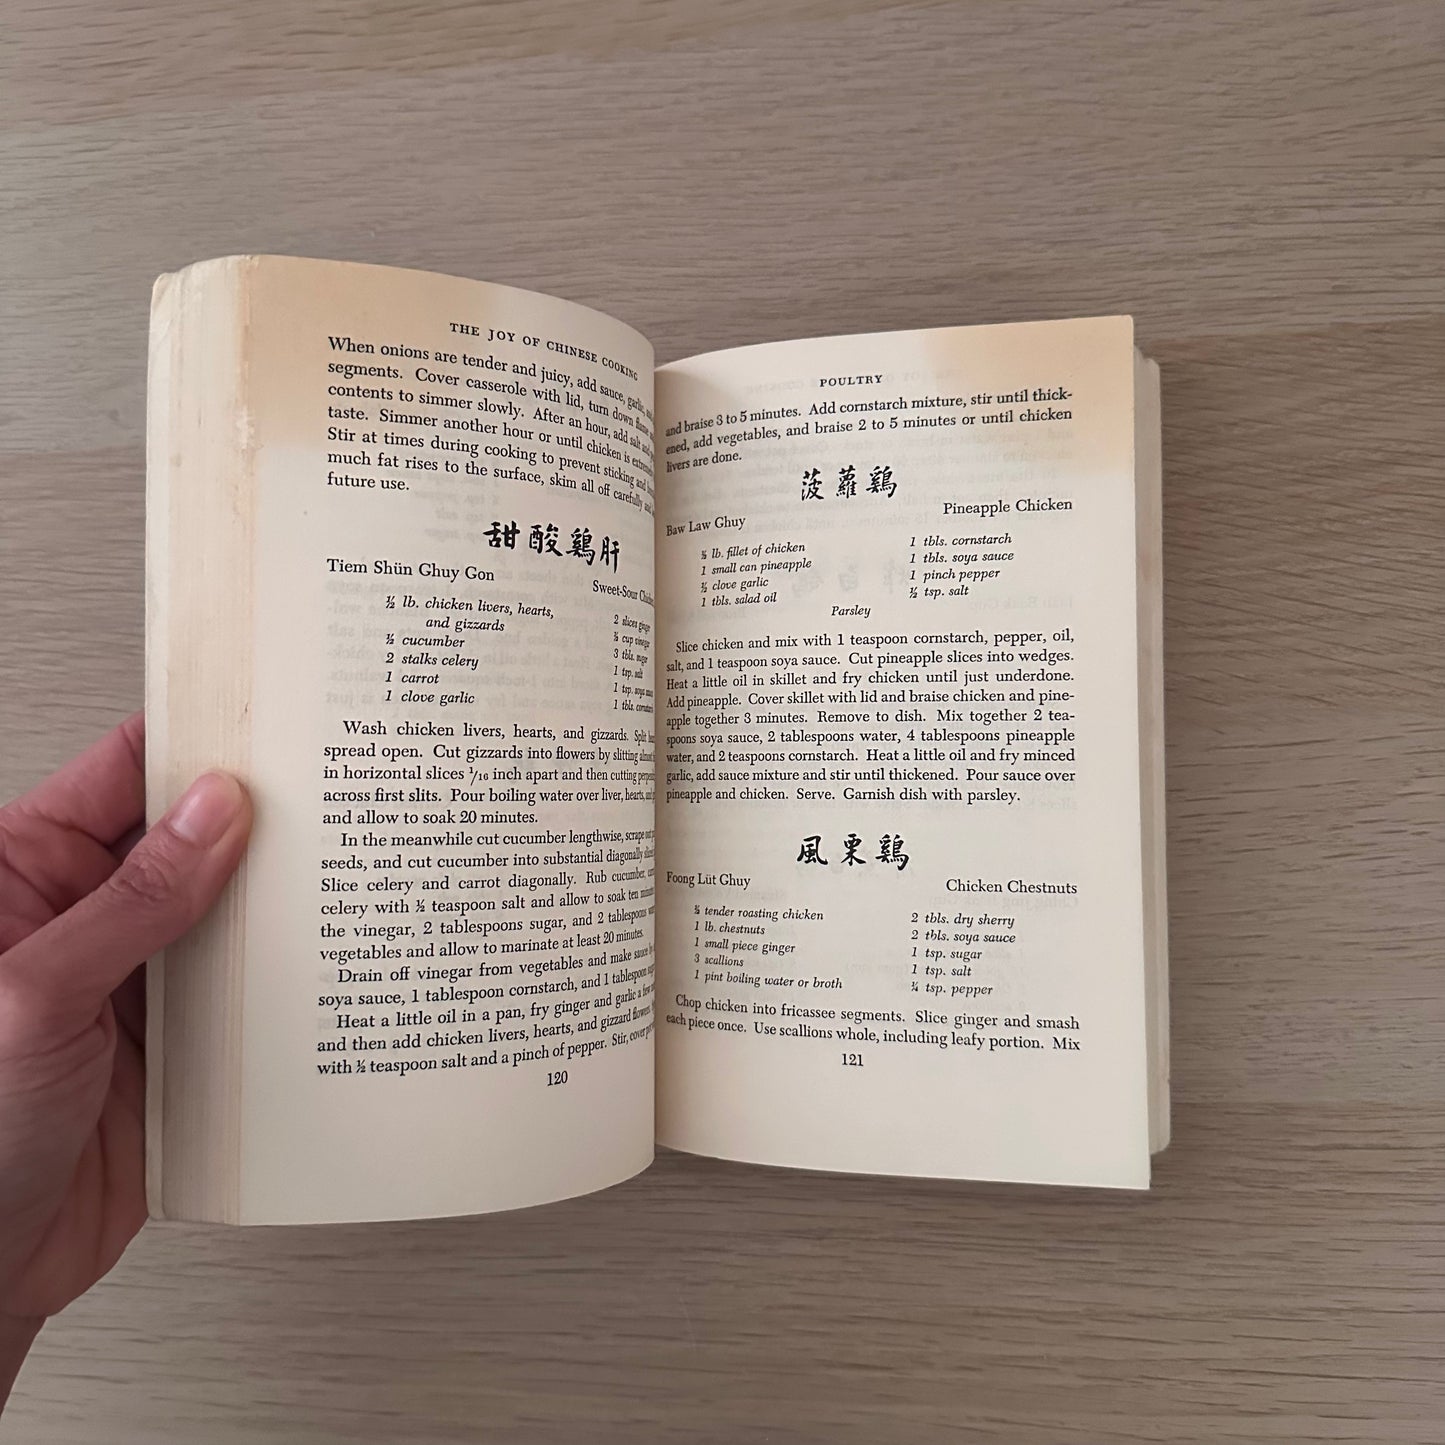 THE JOY OF CHINESE COOKING
When onions are tender and juicy, add sauce, garlic, and
segments. Cover casserole with lid, turn down flame
contents to simmer slowly. After an hour, add salt and
taste. Simmer another hour or until chicken is
Stir at times during cooking to prevent sticking and
much fat rises to the surface, skim all off carefully and
future use.
甜酸鷄肝
Tiem Shün Ghuy Gon
Sweet-Sour
½ lb. chicken livers, hearts,
and gizzards
½ cucumber
2 stalks celery
1 carrot
1 clove garlic
2 slices ginger
cup vinegar
3 tbls. sugar
1 tsp. salt
1 tsp. soya
1 tbls.
Wash chicken livers, hearts, and gizzards. Split
spread open. Cut gizzards into flowers by slitting almost
in horizontal slices 1/16 inch apart and then cutting
across first slits. Pour boiling water over liver, hearts,
and allow to soak 20 minutes.
In the meanwhile cut cucumber lengthwise, scrape out
seeds, and cut cucumber into substantial diagonally
Slice celery and carrot diagonally. Rub cucumber,
celery with ½ teaspoon salt and allow to soak ten
the vinegar, 2 tablespoons sugar, and 2 tablespoons
vegetables and allow to marinate at least 20 minutes.
Drain off vinegar from vegetables and make sauce
soya sauce, 1 tablespoon cornstarch, and 1 tablespoon
Heat a little oil in a pan, fry ginger and garlic a few
and then add chicken livers, hearts, and gizzard
with ½ teaspoon salt and a pinch of pepper. Stir, cover
120
POULTRY
and braise 3 to 5 minutes. Add cornstarch mixture, stir until thick-
ened, add vegetables, and braise 2 to 5 minutes or until chicken
livers are done.
菠蘿鷄
Baw Law Ghuy
Pineapple Chicken
lb. fillet of chicken
1 small can pineapple
½ clove garlic
1 tbls. salad oil
1 tbls. cornstarch
1 tbls. soya sauce
1 pinch pepper
½ tsp. salt
Parsley
Slice chicken and mix with 1 teaspoon cornstarch, pepper, oil,
salt, and 1 teaspoon soya sauce. Cut pineapple slices into wedges.
Heat a little oil in skillet and fry chicken until just underdone.
Add pineapple. Cover skillet with lid and braise chicken and pine-
apple together 3 minutes. Remove to dish. Mix together 2 tea-
spoons soya sauce, 2 tablespoons water, 4 tablespoons pineapple
water, and 2 teaspoons cornstarch. Heat a little oil and fry minced
garlic, add sauce mixture and stir until thickened. Pour sauce over
pineapple and chicken. Serve. Garnish dish with parsley.
風栗鷄
Foong Lüt Ghuy
Chicken Chestnuts
tender roasting chicken
1 lb. chestnuts
1 small piece ginger
3 scallions
1 pint boiling water or broth
2 tbls. dry sherry
2 tbls. soya sauce
1 tsp. sugar
1 tsp. salt
¼ tsp. pepper
Chop chicken into fricassee segments. Slice ginger and smash
each piece once. Use scallions whole, including leafy portion. Mix
121